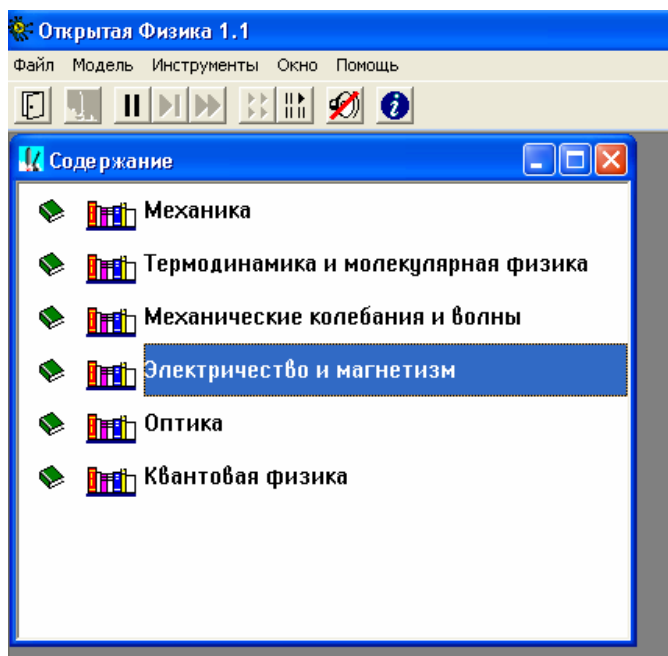 Открытая Физика 1.1
Файл Модель Инструменты Окно Помощь
Содержание
Механика
Термодинамика и молекулярная физика
Механические колебания и волны
Электричество и магнетизм
Оптика
Квантовая физика